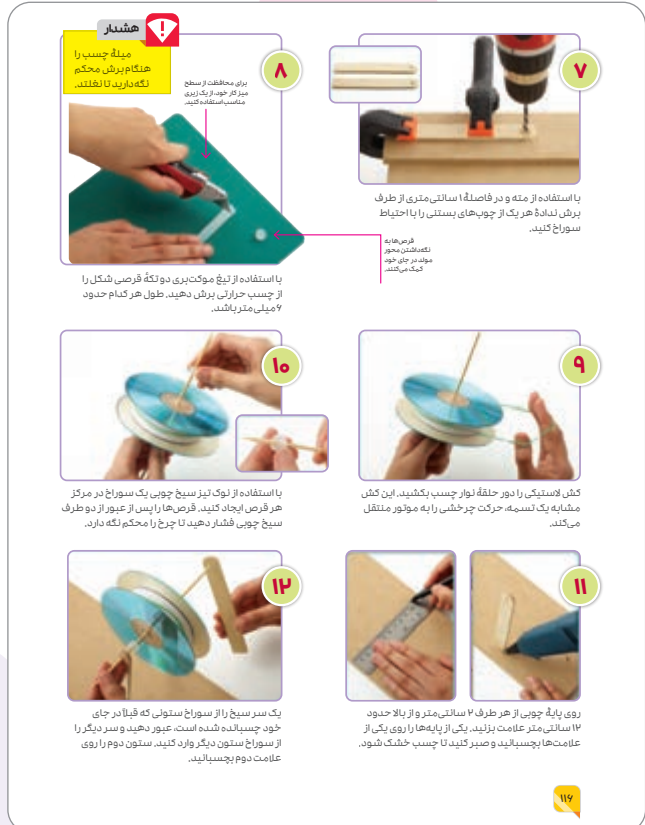 ۷
با استفاده از مته و در فاصلهٔ ۱ سانتی‌متری از طرف
برش ندادهٔ هر یک از چوب‌های بستنی را با احتیاط
سوراخ کنید.
هشدار
میلهٔ چسب را
هنگام برش محکم
نگه دارید تا نغلتد.
۸
برای محافظت از سطح
میز کار خود، از یک زیری
مناسب استفاده کنید.
قرص‌ها به
نگه‌داشتن محور
مولد در جای خود
کمک می‌کنند.
با استفاده از تیغ موکت‌بری دو تکهٔ قرصی شکل را
از چسب حرارتی برش دهید. طول هر کدام حدود
۶ میلی‌متر باشد.
۹
کش لاستیکی را دور حلقهٔ نوار چسب بکشید. این کش
مشابه یک تسمه، حرکت چرخشی را به موتور منتقل
می‌کند.
۱۰
با استفاده از نوک تیز سیخ چوبی یک سوراخ در مرکز
هر قرص ایجاد کنید. قرص‌ها را پس از عبور از دو طرف
سیخ چوبی فشار دهید تا چرخ را محکم نگه دارد.
۱۱
روی پایهٔ چوبی از هر طرف ۲ سانتی‌متر و از بالا حدود
۱۲ سانتی‌متر علامت بزنید. یکی از پایه‌ها را روی یکی از
علامت‌ها بچسبانید و صبر کنید تا چسب خشک شود.
۱۲
یک سر سیخ را از سوراخ ستونی که قبلاً در جای
خود چسبانده شده است، عبور دهید و سر دیگر را
از سوراخ ستون دیگر وارد کنید. ستون دوم را روی
علامت دوم بچسبانید.
۱۱۶